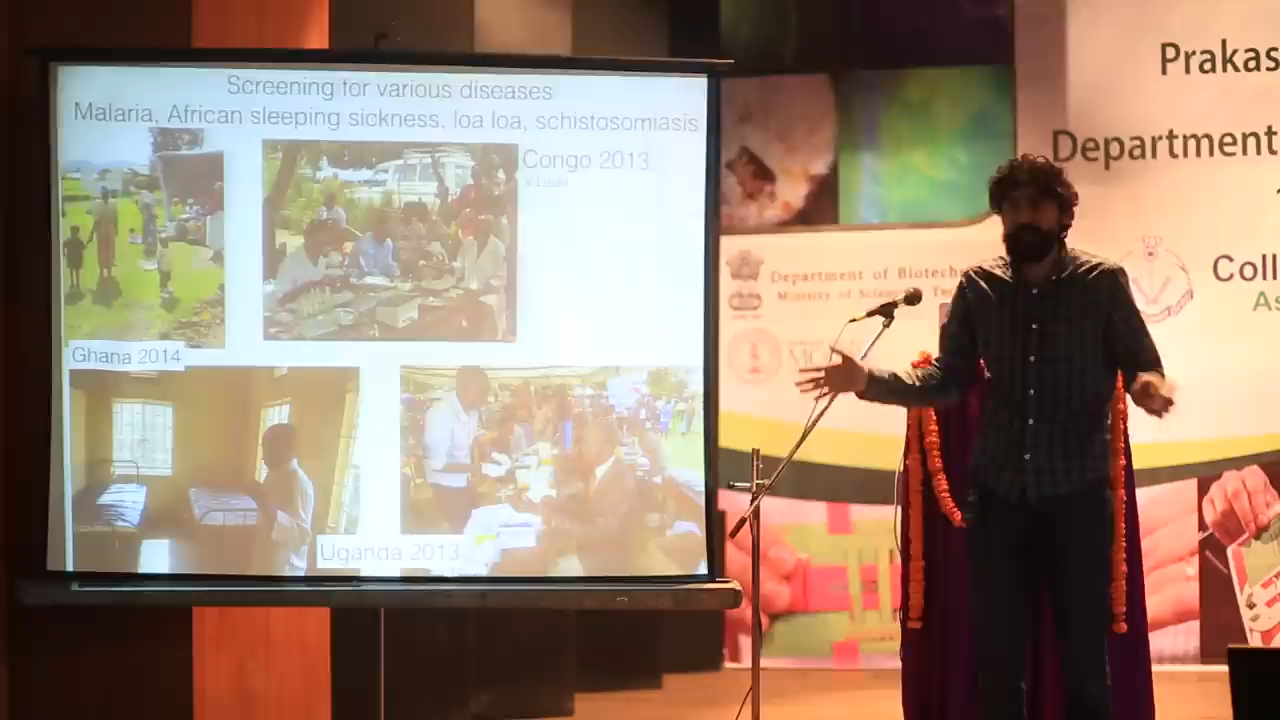 Screening for various diseases
Malaria, African sleeping sickness, loa loa, schistosomiasis
Congo 2013
Ghana 2014
Uganda 2013
Prakas
Department
Department of Biotech
Ministry of Science
Coll
As